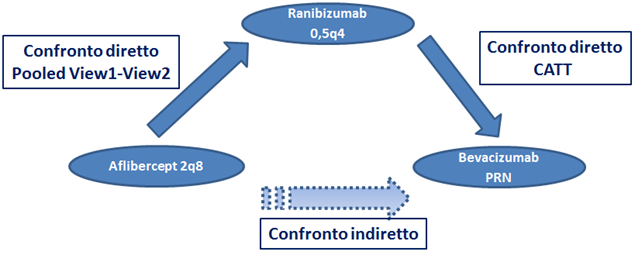 Ranibizumab
0,5q4
Confronto diretto
Pooled View1-View2
Confronto diretto
CATT
Aflibercept 2q8
Bevacizumab
PRN
Confronto indiretto